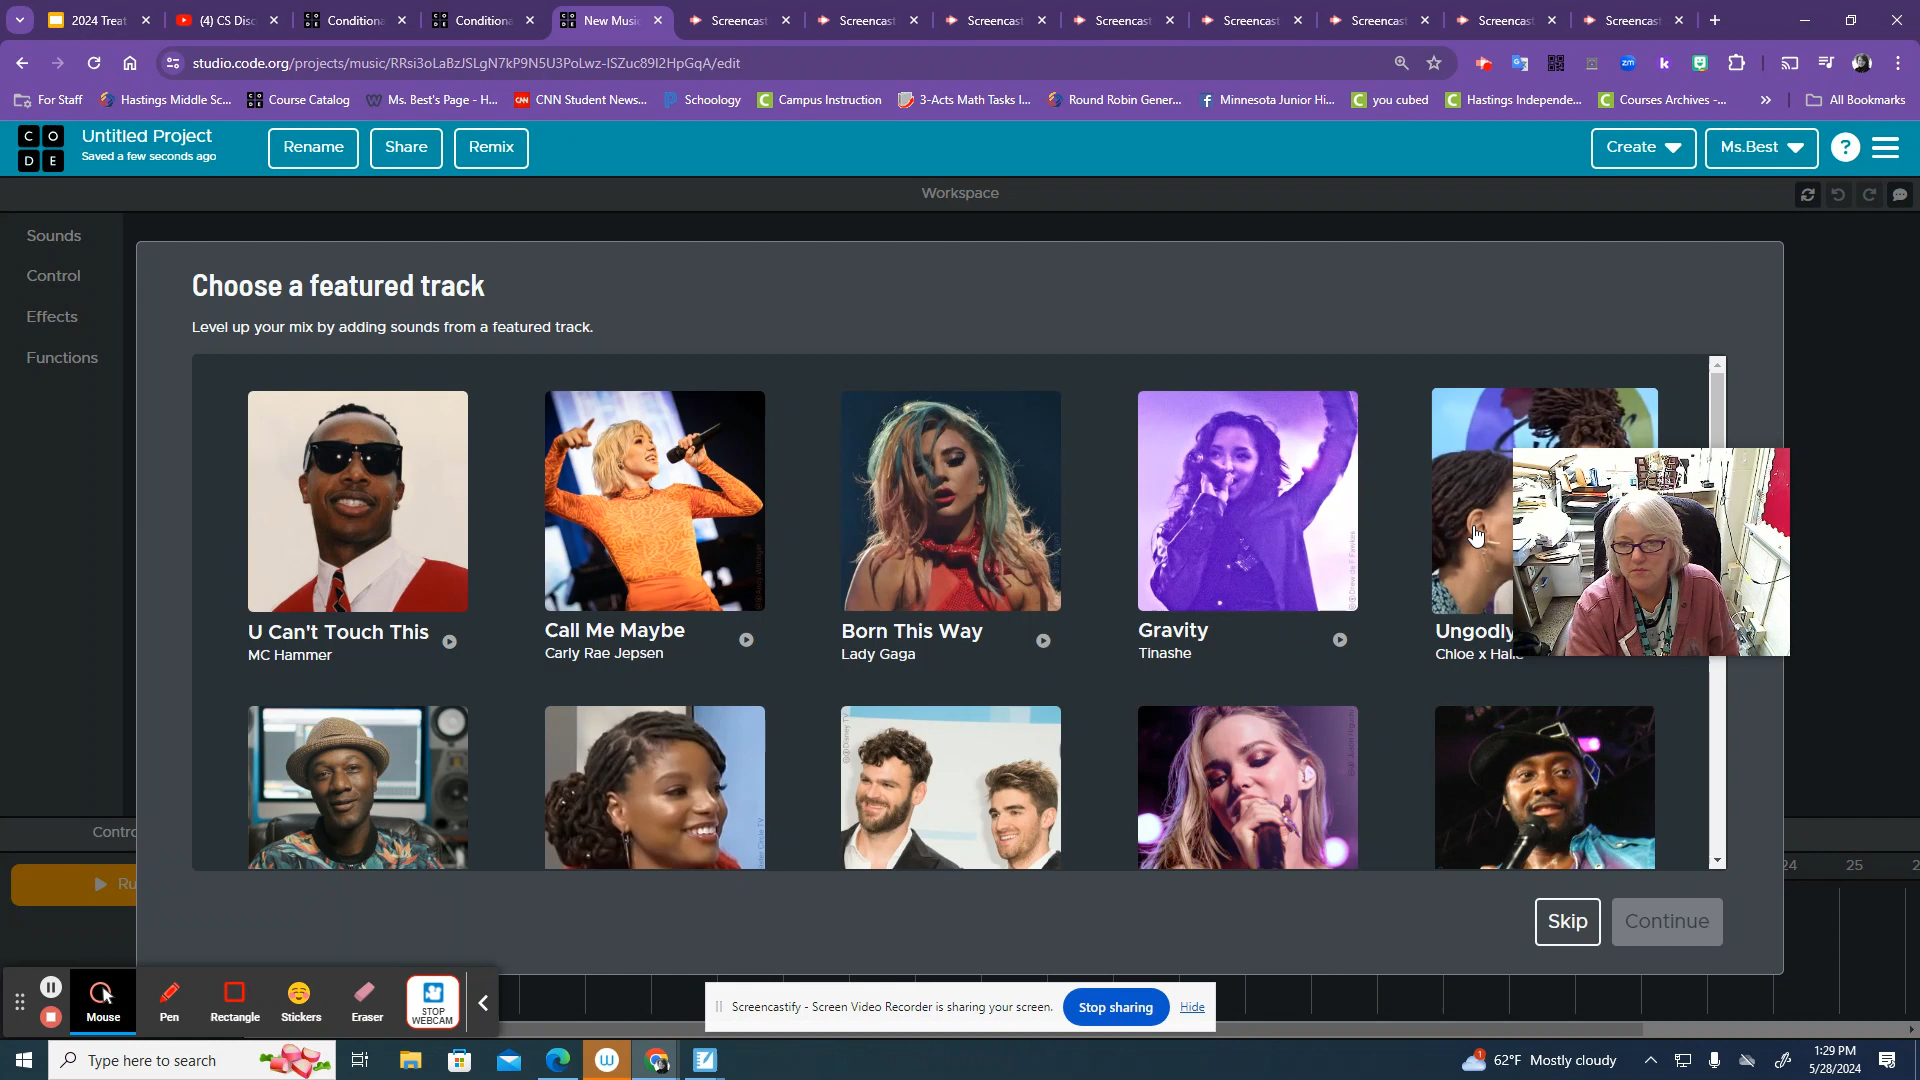 2024 Treat
(4) CS Disc
Conditiona
Conditiona
New Music
Screencast
Screencast
Screencast
Screencast
Screencast
Screencast
Screencast
Screencast
studio.code.org/projects/music/RRsi3oLaBzJSLgN7kP9N5U3PoLwz-ISZuc89I2HpGqA/edit
For Staff
Hastings Middle Sc...
Course Catalog
Ms. Best's Page - H...
CNN Student News...
Schoology
Campus Instruction
3-Acts Math Tasks I...
Round Robin Gener...
Minnesota Junior Hi...
you cubed
Hastings Independe...
Courses Archives -...
All Bookmarks
C O
D E
Untitled Project
Saved a few seconds ago
Rename
Share
Remix
Create
Ms.Best
?
Workspace
Sounds
Control
Effects
Functions
Choose a featured track
Level up your mix by adding sounds from a featured track.
U Can't Touch This
MC Hammer
Call Me Maybe
Carly Rae Jepsen
Born This Way
Lady Gaga
Gravity
Tinashe
Ungodly
Chloe x Halle
Contro
Ru
24
25
2
Skip
Continue
Mouse
Pen
Rectangle
Stickers
Eraser
STOP
WEBCAM
Screencastify - Screen Video Recorder is sharing your screen.
Stop sharing
Hide
Type here to search
62°F Mostly cloudy
1:29 PM
5/28/2024